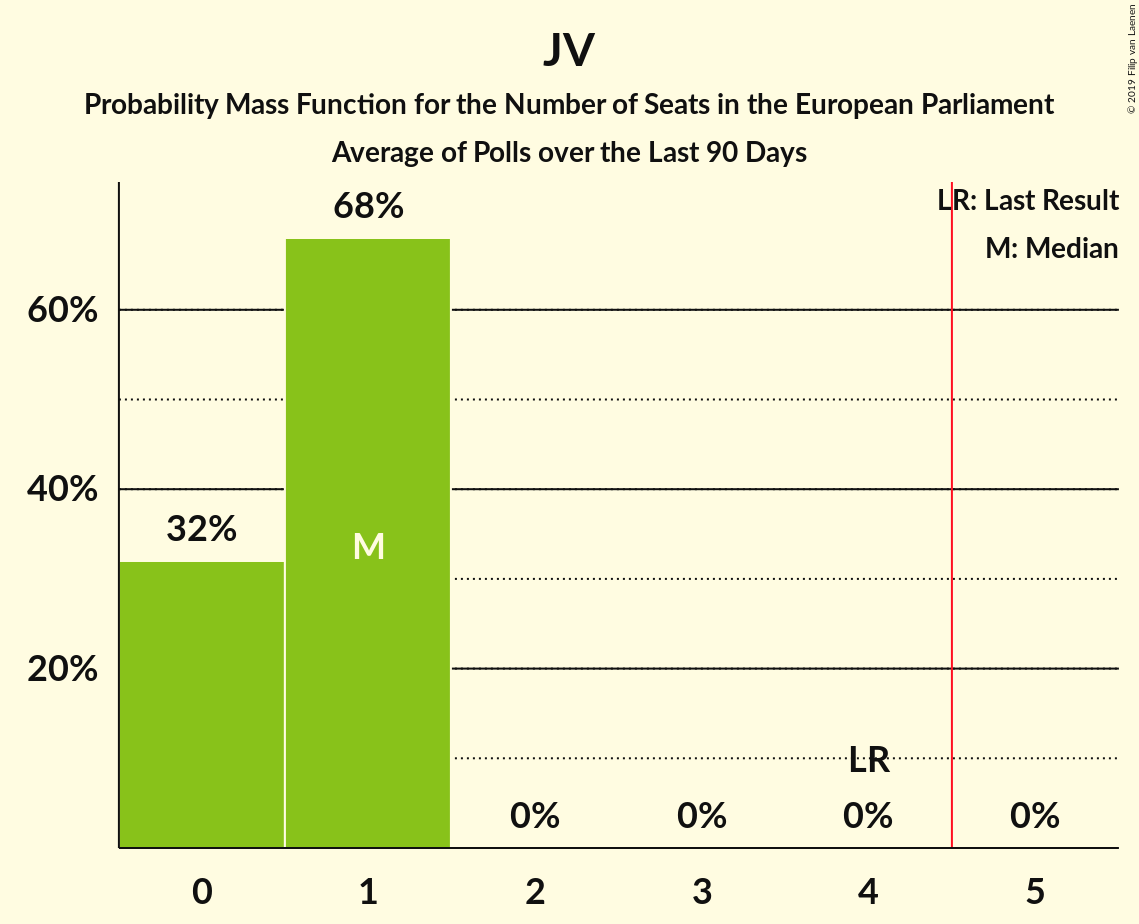 JV
Probability Mass Function for the Number of Seats in the European Parliament
Average of Polls over the Last 90 Days
© 2019 Filip van Laenen
LR: Last Result
M: Median
68%
60%
40%
32%
M
20%
LR
0%
0%
0%
0%
0
1
2
3
4
5